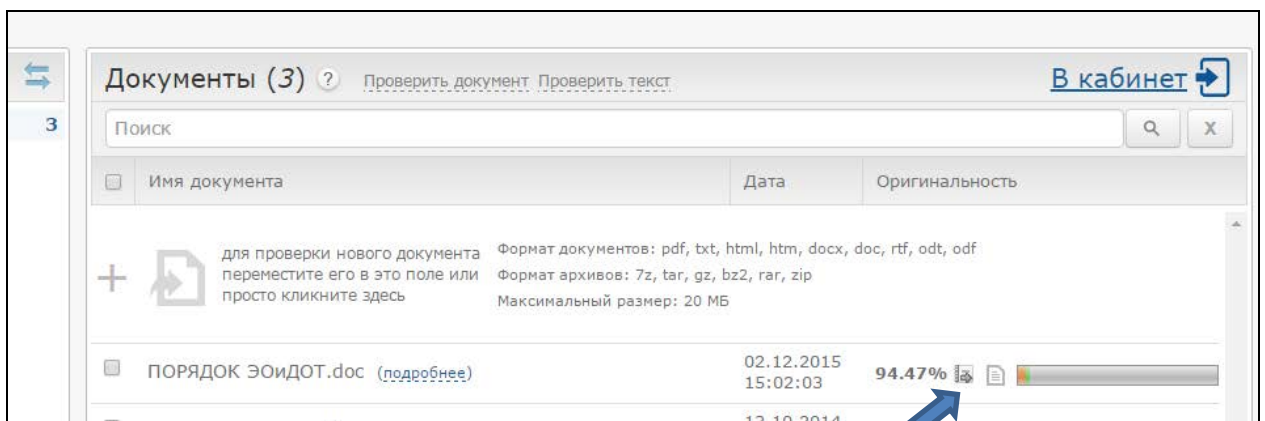 Документы (3) ? Проверить документ Проверить текст В кабинет
3
Поиск X
Имя документа Дата Оригинальность
для проверки нового документа
переместите его в это поле или
просто кликните здесь
Формат документов: pdf, txt, html, htm, docx, doc, rtf, odt, odf
Формат архивов: 7z, tar, gz, bz2, rar, zip
Максимальный размер: 20 МБ
ПОРЯДОК ЭОиДОТ.doc (подробнее) 02.12.2015 94.47%
15:02:03